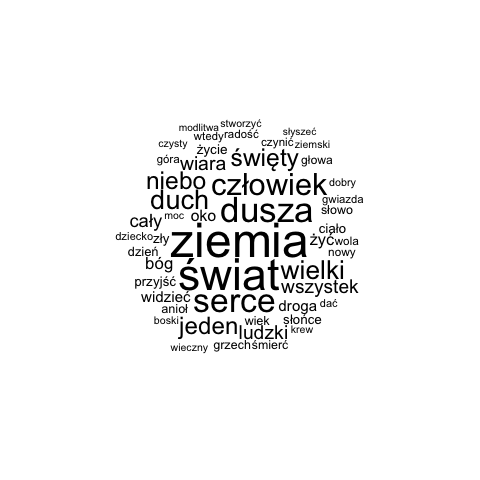 modlitwa stworzyć
wtedy radość słyszeć
czysty życie czynić ziemski
góra wiara święty głowa
niebo człowiek dobry
duch dusza gwiazda
cały moc oko słowo
dziecko zły ziemia ciało
dzień żyć wola
bóg świat wielki nowy
przyjść wszystek
widzieć serce droga dać
anioł
boski jeden więk słońce
ludzki krew
wieczny grzech śmierć